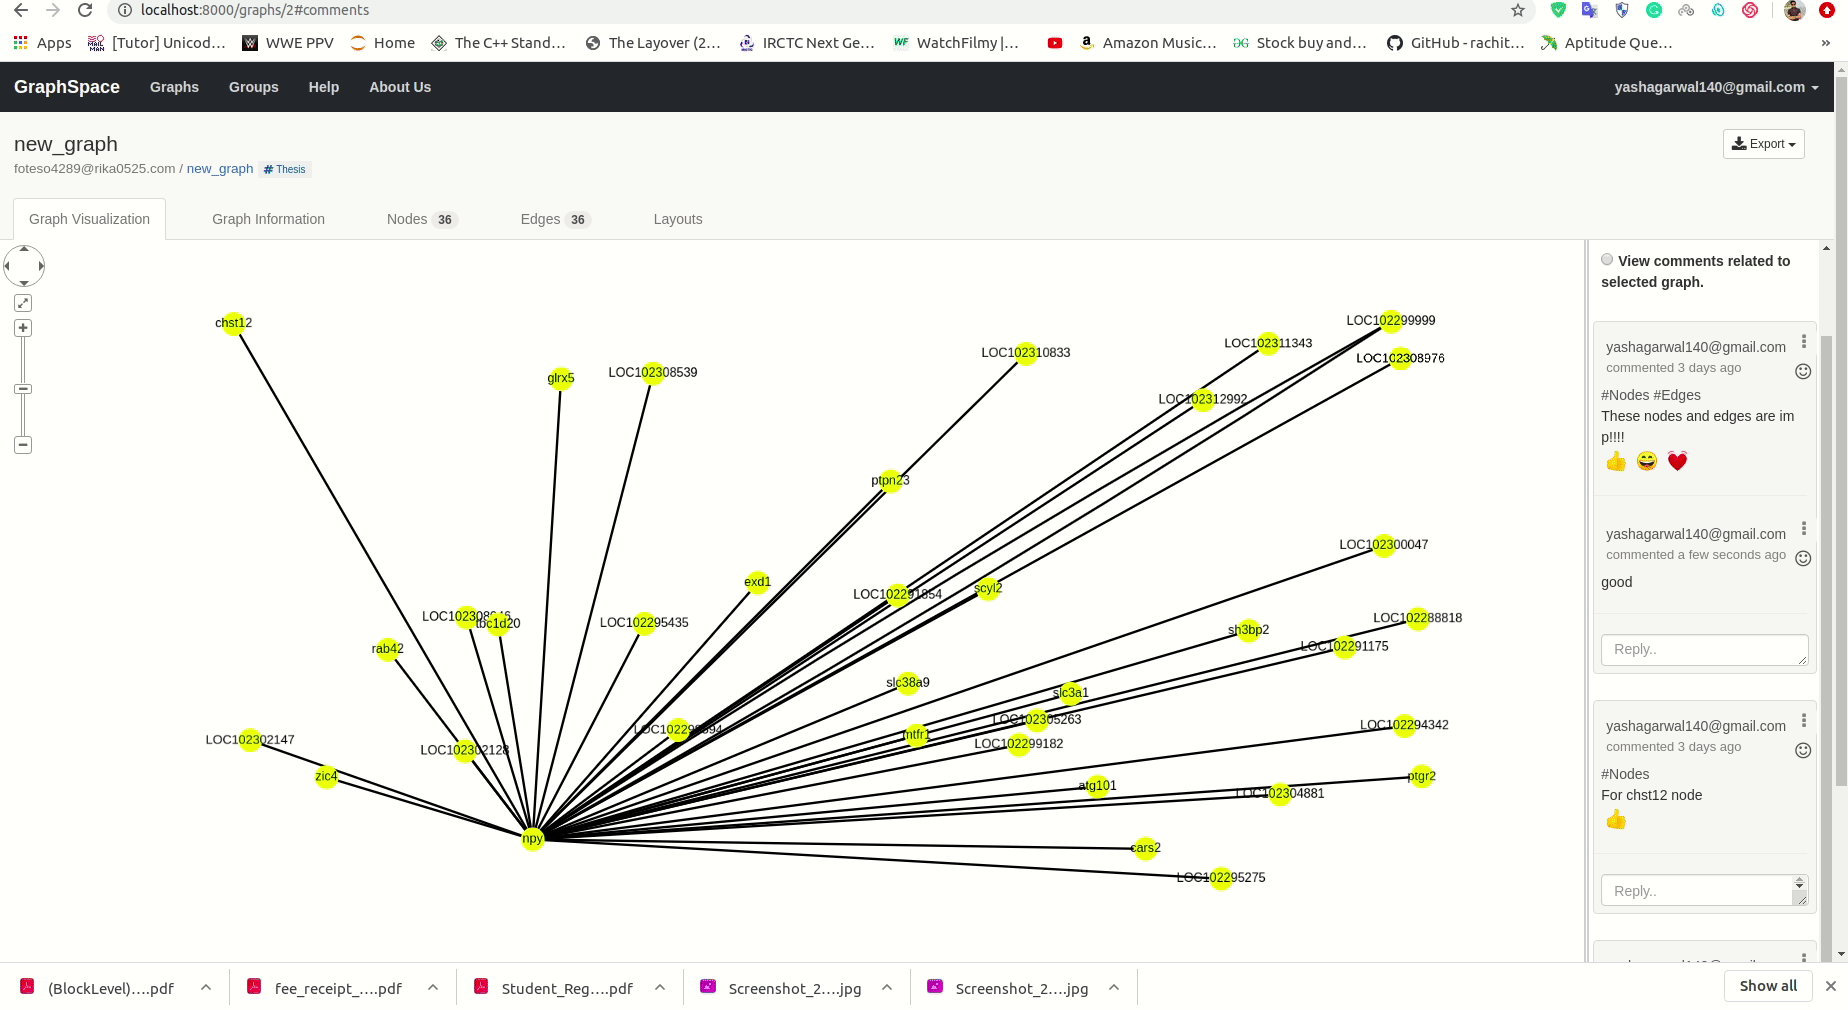 localhost:8000/graphs/2#comments
Apps
[Tutor] Unicod...
WWE PPV
Home
The C++ Stand...
The Layover (2...
IRCTC Next Ge...
WatchFilmy |...
Amazon Music...
Stock buy and...
GitHub - rachit...
Aptitude Que...
»
GraphSpace
Graphs
Groups
Help
About Us
yashagarwal140@gmail.com
new_graph
Export
foteso4289@rika0525.com / new_graph # Thesis
Graph Visualization
Graph Information
Nodes 36
Edges 36
Layouts
View comments related to
selected graph.
chst12
glrx5
LOC102308539
LOC102310833
LOC102311343
LOC102299999
LOC102308976
LOC102312992
ptpn23
LOC102300047
exd1
LOC102291854
scyl2
tbc1d20
LOC102295435
rab42
sh3bp2
LOC102288818
LOC102291175
slc38a9
slc3a1
LOC102305263
mtfr1
LOC102299182
LOC102294342
LOC102302147
LOC102302128
zic4
atg101
LOC102304881
ptgr2
npy
cars2
LOC102295275
yashagarwal140@gmail.com
commented 3 days ago
#Nodes #Edges
These nodes and edges are im
p!!!!
👍 😄 💓
yashagarwal140@gmail.com
commented a few seconds ago
good
Reply..
yashagarwal140@gmail.com
commented 3 days ago
#Nodes
For chst12 node
👍
Reply..
(BlockLevel)....pdf
fee_receipt_....pdf
Student_Reg....pdf
Screenshot_2....jpg
Screenshot_2....jpg
Show all